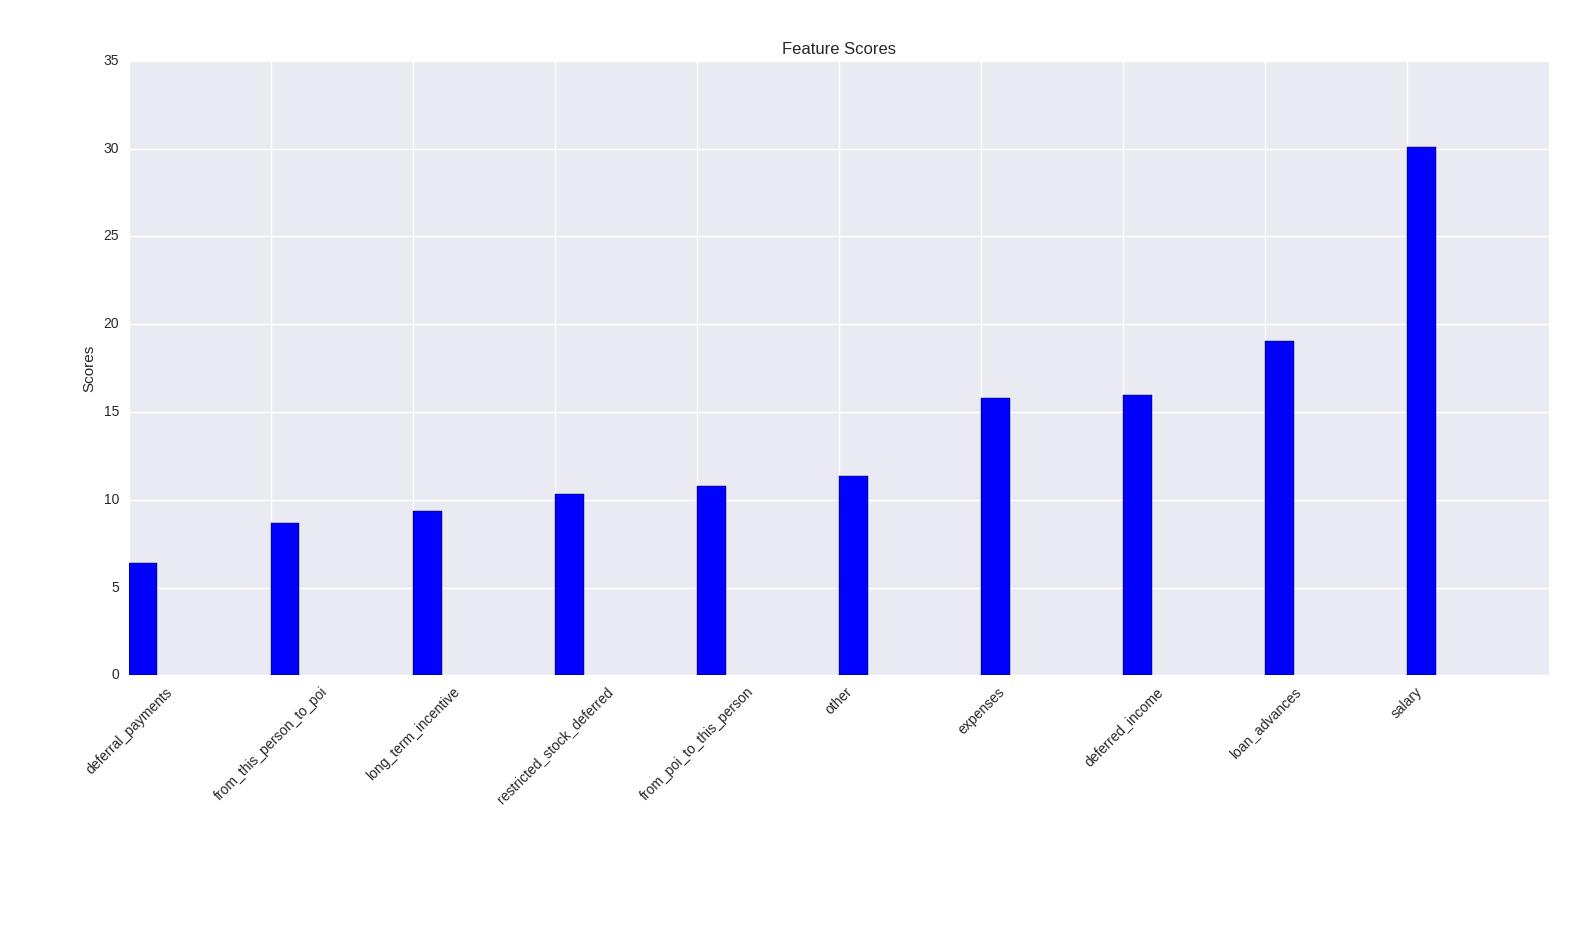 Feature Scores
35
30
25
20
15
10
5
0
Scores
deferral_payments
from_this_person_to_poi
long_term_incentive
restricted_stock_deferred
from_poi_to_this_person
other
expenses
deferred_income
loan_advances
salary